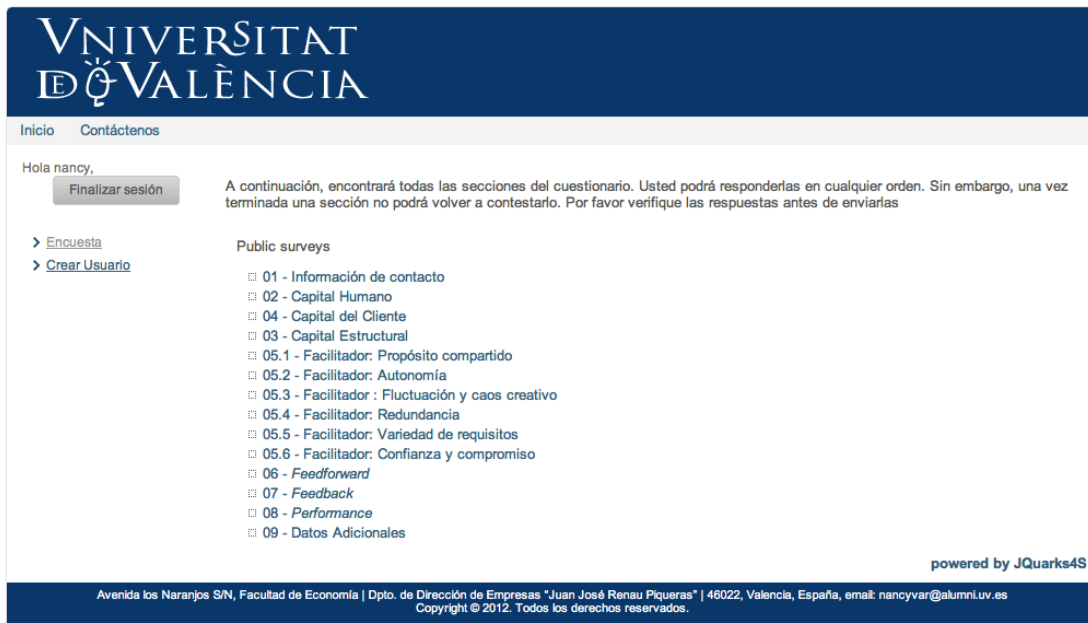 VNIVERSITAT
DE VALÈNCIA
Inicio Contáctenos
Hola nancy,
Finalizar sesión
Encuesta
Crear Usuario
A continuación, encontrará todas las secciones del cuestionario. Usted podrá responderlas en cualquier orden. Sin embargo, una vez
terminada una sección no podrá volver a contestarlo. Por favor verifique las respuestas antes de enviarlas
Public surveys
01 - Información de contacto
02 - Capital Humano
04 - Capital del Cliente
03 - Capital Estructural
05.1 - Facilitador: Propósito compartido
05.2 - Facilitador: Autonomía
05.3 - Facilitador : Fluctuación y caos creativo
05.4 - Facilitador: Redundancia
05.5 - Facilitador: Variedad de requisitos
05.6 - Facilitador: Confianza y compromiso
06 - Feedforward
07 - Feedback
08 - Performance
09 - Datos Adicionales
powered by JQuarks4S
Avenida los Naranjos S/N, Facultad de Economía | Dpto. de Dirección de Empresas "Juan José Renau Piqueras" | 46022, Valencia, España, email: nancyvar@alumni.uv.es
Copyright © 2012. Todos los derechos reservados.